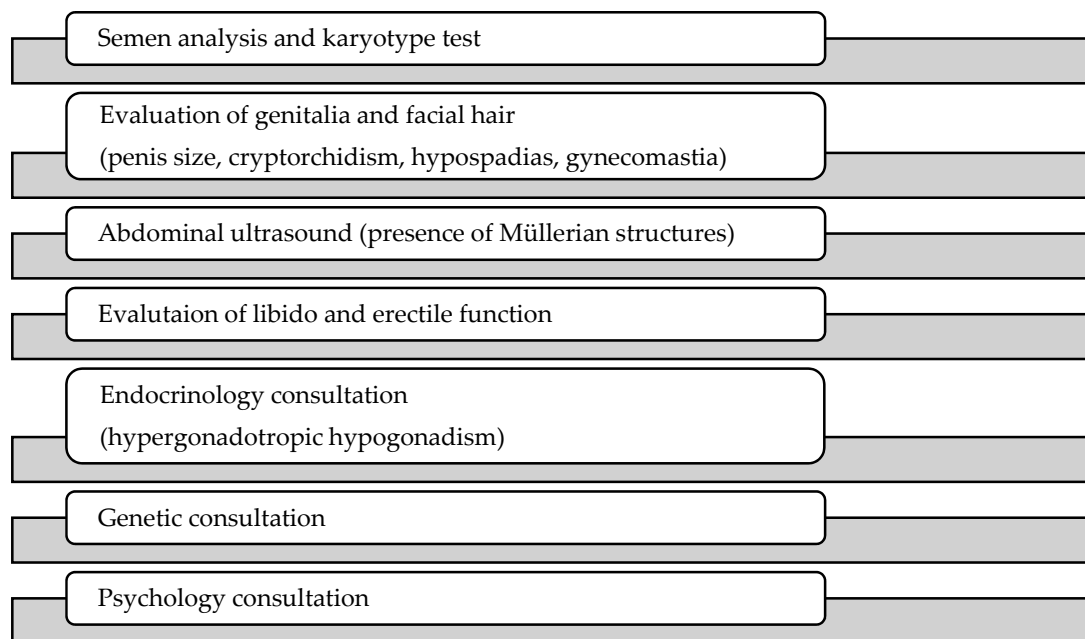 Semen analysis and karyotype test
Evaluation of genitalia and facial hair
(penis size, cryptorchidism, hypospadias, gynecomastia)
Abdominal ultrasound (presence of Müllerian structures)
Evalutaion of libido and erectile function
Endocrinology consultation
(hypergonadotropic hypogonadism)
Genetic consultation
Psychology consultation